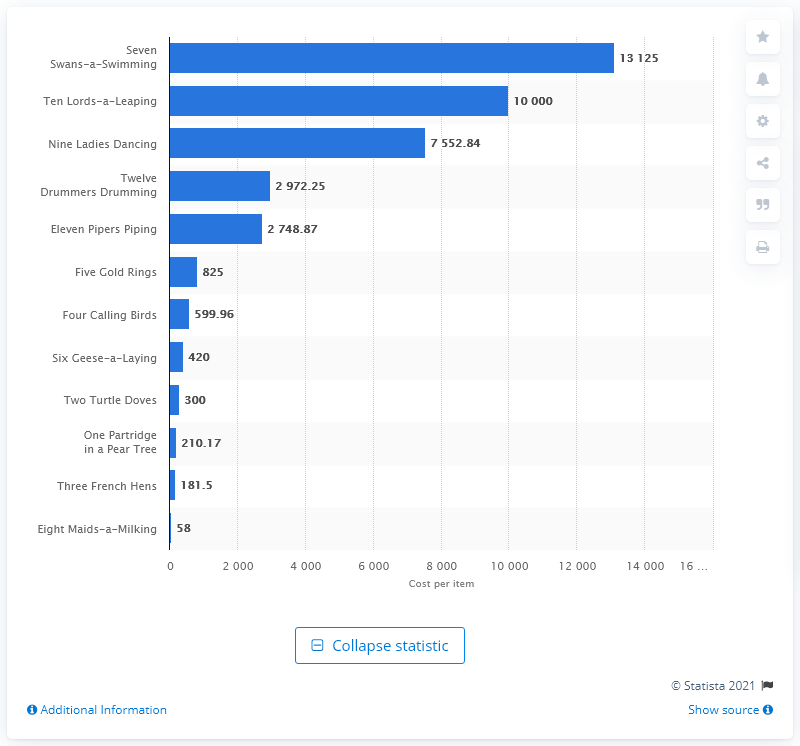 Seven
Swans-a-Swimming
13 125
Ten Lords-a-Leaping
10 000
Nine Ladies Dancing
7 552.84
Twelve
Drummers Drumming
2 972.25
Eleven Pipers Piping
2 748.87
Five Gold Rings
825
Four Calling Birds
599.96
Six Geese-a-Laying
420
Two Turtle Doves
300
One Partridge
in a Pear Tree
210.17
Three French Hens
181.5
Eight Maids-a-Milking
58
0 2 000 4 000 6 000 8 000 10 000 12 000 14 000 16 ...
Cost per item
Collapse statistic
© Statista 2021
Additional Information
Show source